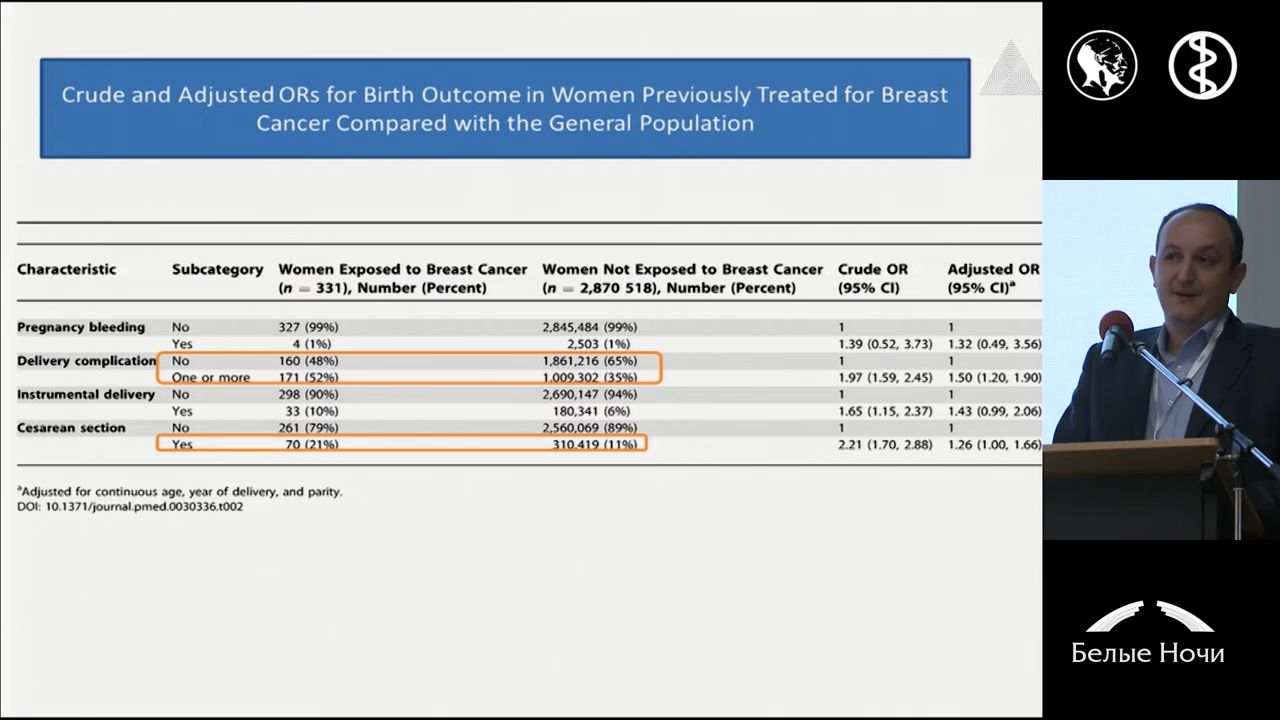 Crude and Adjusted ORs for Birth Outcome in Women Previously Treated for Breast
Cancer Compared with the General Population
Characteristic Subcategory Women Exposed to Breast Cancer Women Not Exposed to Breast Cancer Crude OR Adjusted OR
(n = 331), Number (Percent) (n = 2,870 518), Number (Percent) (95% CI) (95% CI)a
Pregnancy bleeding No 327 (99%) 2,845,484 (99%) 1 1
Yes 4 (1%) 2,503 (1%) 1.39 (0.52, 3.73) 1.32 (0.49, 3.56)
Delivery complication No 160 (48%) 1,861,216 (65%) 1 1
One or more 171 (52%) 1.009.302 (35%) 1.97 (1.59, 2.45) 1.50 (1.20, 1.90)
Instrumental delivery No 298 (90%) 2,690,147 (94%) 1 1
Yes 33 (10%) 180,341 (6%) 1.65 (1.15, 2.37) 1.43 (0.99, 2.06)
Cesarean section No 261 (79%) 2,560,069 (89%) 1 1
Yes 70 (21%) 310.419 (11%) 2.21 (1.70, 2.88) 1.26 (1.00, 1.66)
aAdjusted for continuous age, year of delivery, and parity.
DOI: 10.1371/journal.pmed.0030336.t002
Белые Ночи